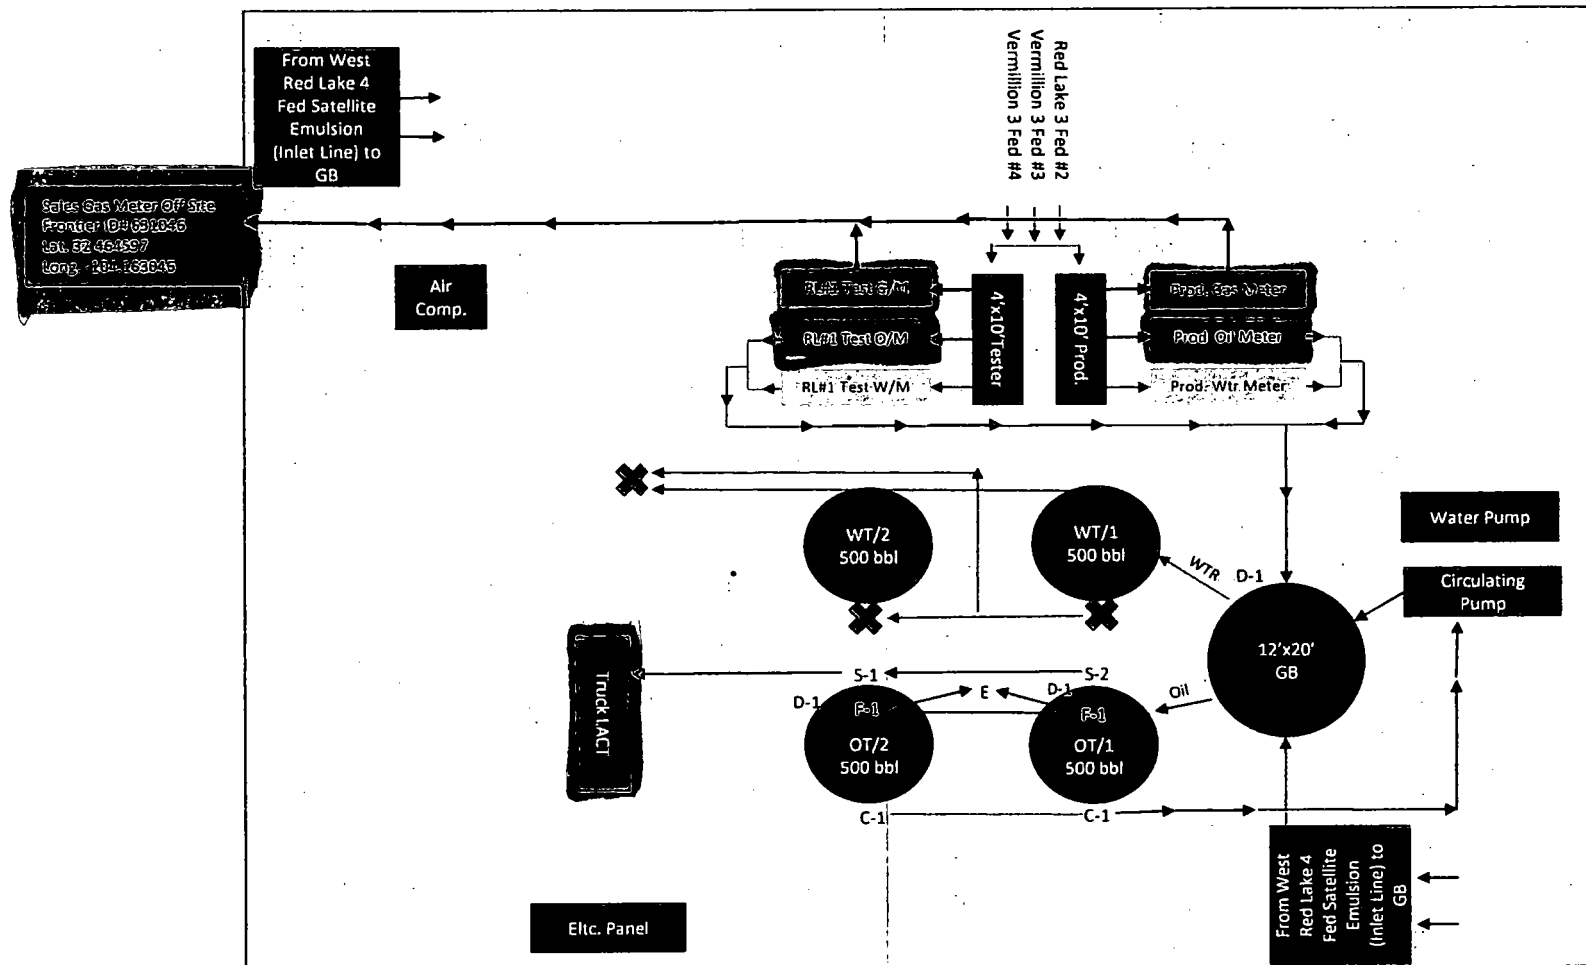 From West
Red Lake 4
Fed Satellite
Emulsion
(Inlet Line) to
GB
Red Lake 3 Fed #2
Vermillion 3 Fed #3
Vermillion 3 Fed #4
Sales Gas Meter Off Site
Frontier ID# 691046
Lat. 32.464597
Long. -104.163845
Air
Comp.
RL#1 Test G/M
RL#1 Test O/M
RL#1 Test W/M
4'x10'Tester
4'x10' Prod.
Prod. Gas Meter
Prod. Oil Meter
Prod. Wtr Meter
WT/2
500 bbl
WT/1
500 bbl
WTR
D-1
Water Pump
Circulating
Pump
12'x20'
GB
Truck LACT
S-1
S-2
D-1
E
D-1
Oil
F-1
OT/2
500 bbl
F-1
OT/1
500 bbl
C-1
C-1
Eltc. Panel
From West
Red Lake 4
Fed Satellite
Emulsion
(Inlet Line) to
GB